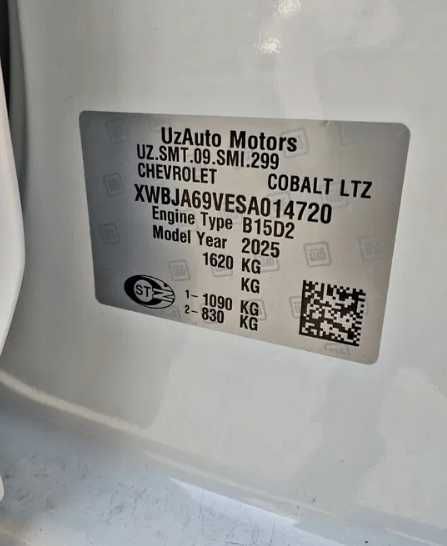 UzAuto Motors
UZ.SMT.09.SMI.299
CHEVROLET COBALT LTZ
XWBJA69VESA014720
Engine Type B15D2
Model Year 2025
1620 KG
KG
1- 1090 KG
2- 830 KG
ST